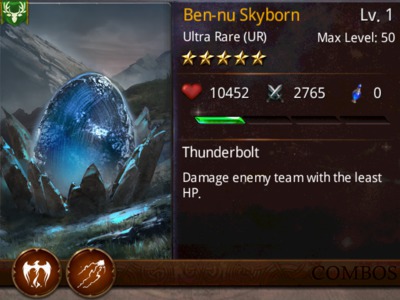 Ben-nu Skyborn Lv. 1
Ultra Rare (UR) Max Level: 50
10452 2765 0
Thunderbolt
Damage enemy team with the least
HP.
COMBOS